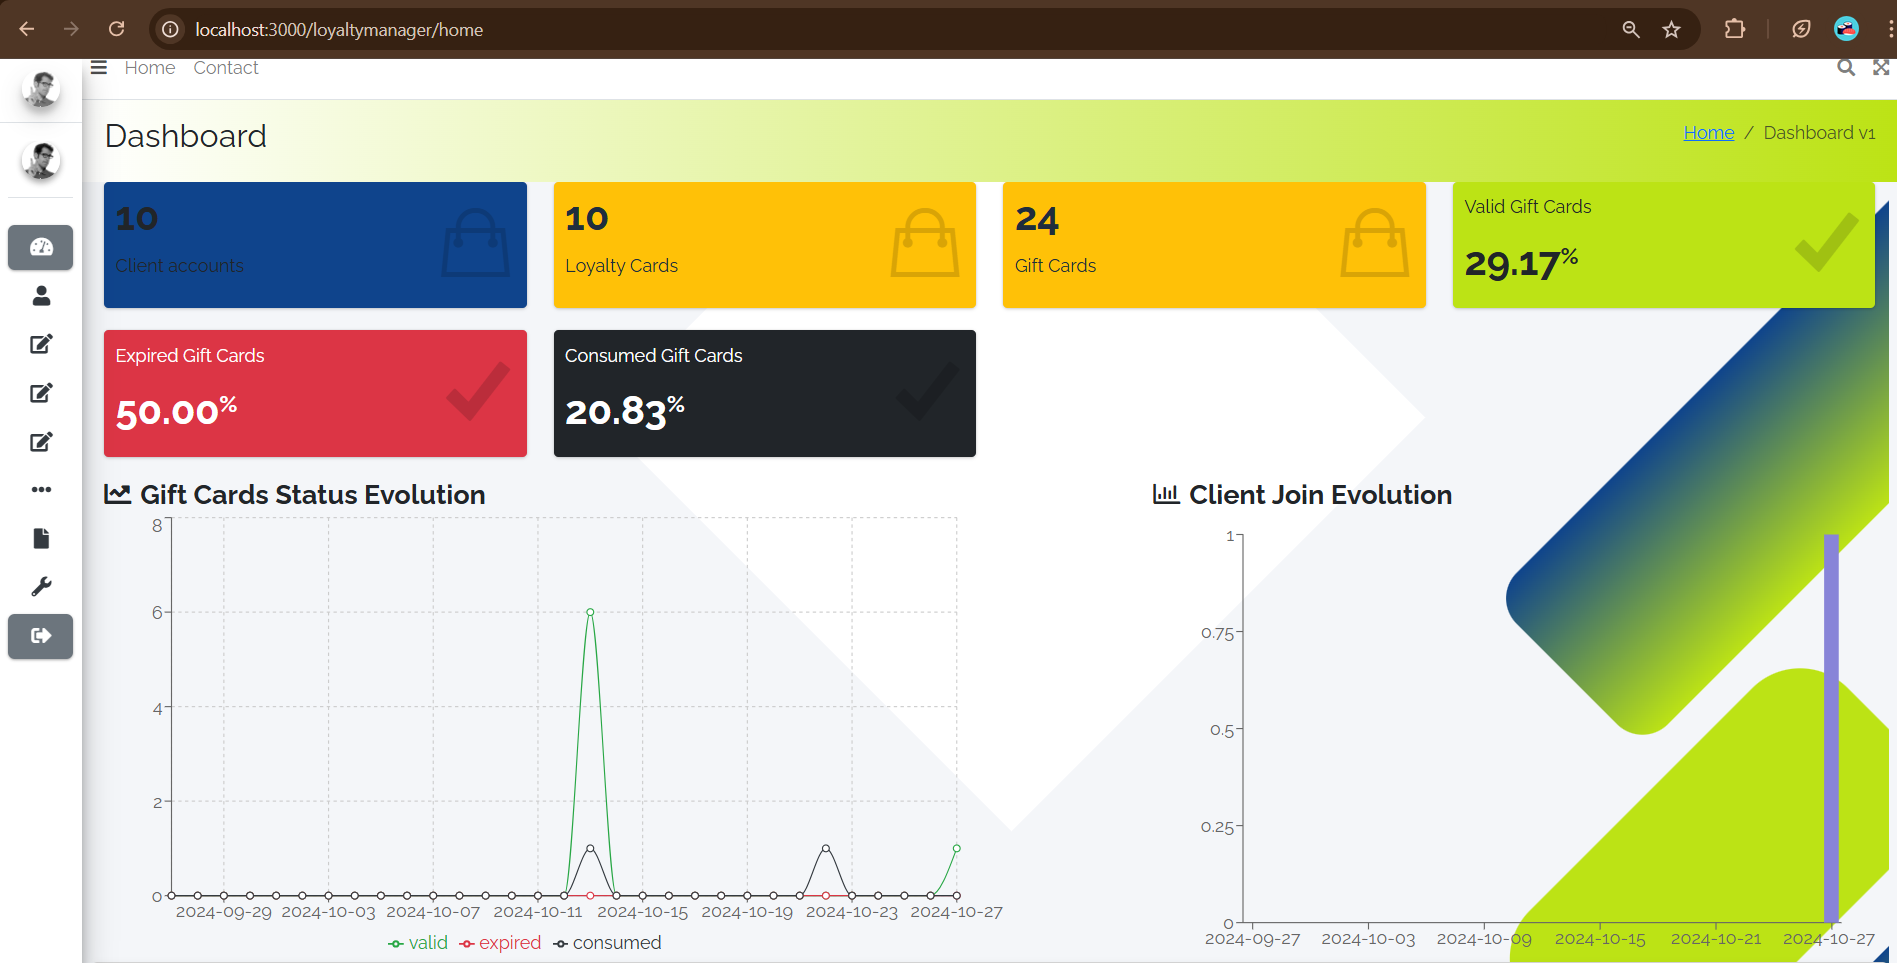 localhost:3000/loyaltymanager/home
Home Contact
Dashboard
Home / Dashboard v1
10
Client accounts
10
Loyalty Cards
24
Gift Cards
Valid Gift Cards
29.17%
Expired Gift Cards
50.00%
Consumed Gift Cards
20.83%
Gift Cards Status Evolution
8
6
4
2
0
2024-09-29 2024-10-03 2024-10-07 2024-10-11 2024-10-15 2024-10-19 2024-10-23 2024-10-27
valid expired consumed
Client Join Evolution
1
0.75
0.5
0.25
0
2024-09-27 2024-10-03 2024-10-09 2024-10-15 2024-10-21 2024-10-27